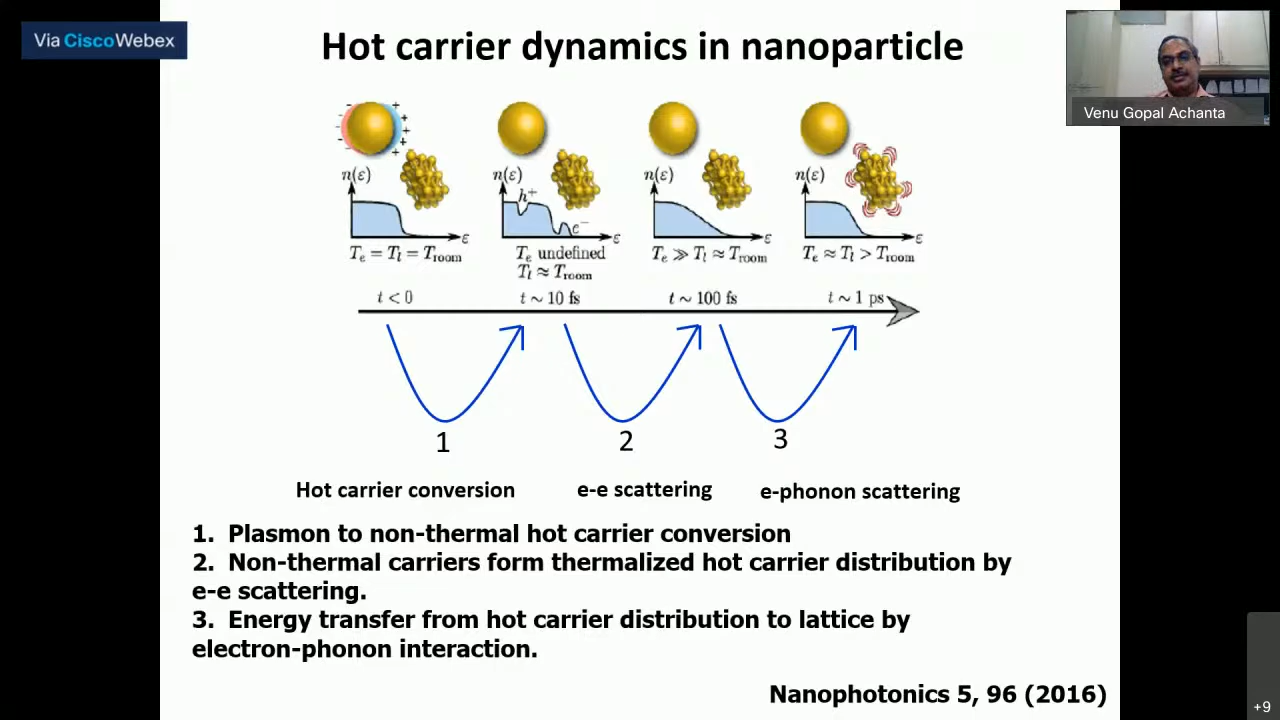 Via CiscoWebex
Hot carrier dynamics in nanoparticle
Venu Gopal Achanta
- + - + - + - +
n(ε) n(ε) n(ε) n(ε)
h⁺
e⁻
ε ε ε ε
Tₑ = Tₗ = Troom Tₑ undefined Tₑ ≫ Tₗ ≈ Troom Tₑ ≈ Tₗ > Troom
Tₗ ≈ Troom
t < 0 t ~ 10 fs t ~ 100 fs t ~ 1 ps
1 2 3
Hot carrier conversion e-e scattering e-phonon scattering
1. Plasmon to non-thermal hot carrier conversion
2. Non-thermal carriers form thermalized hot carrier distribution by
e-e scattering.
3. Energy transfer from hot carrier distribution to lattice by
electron-phonon interaction.
Nanophotonics 5, 96 (2016)
+9